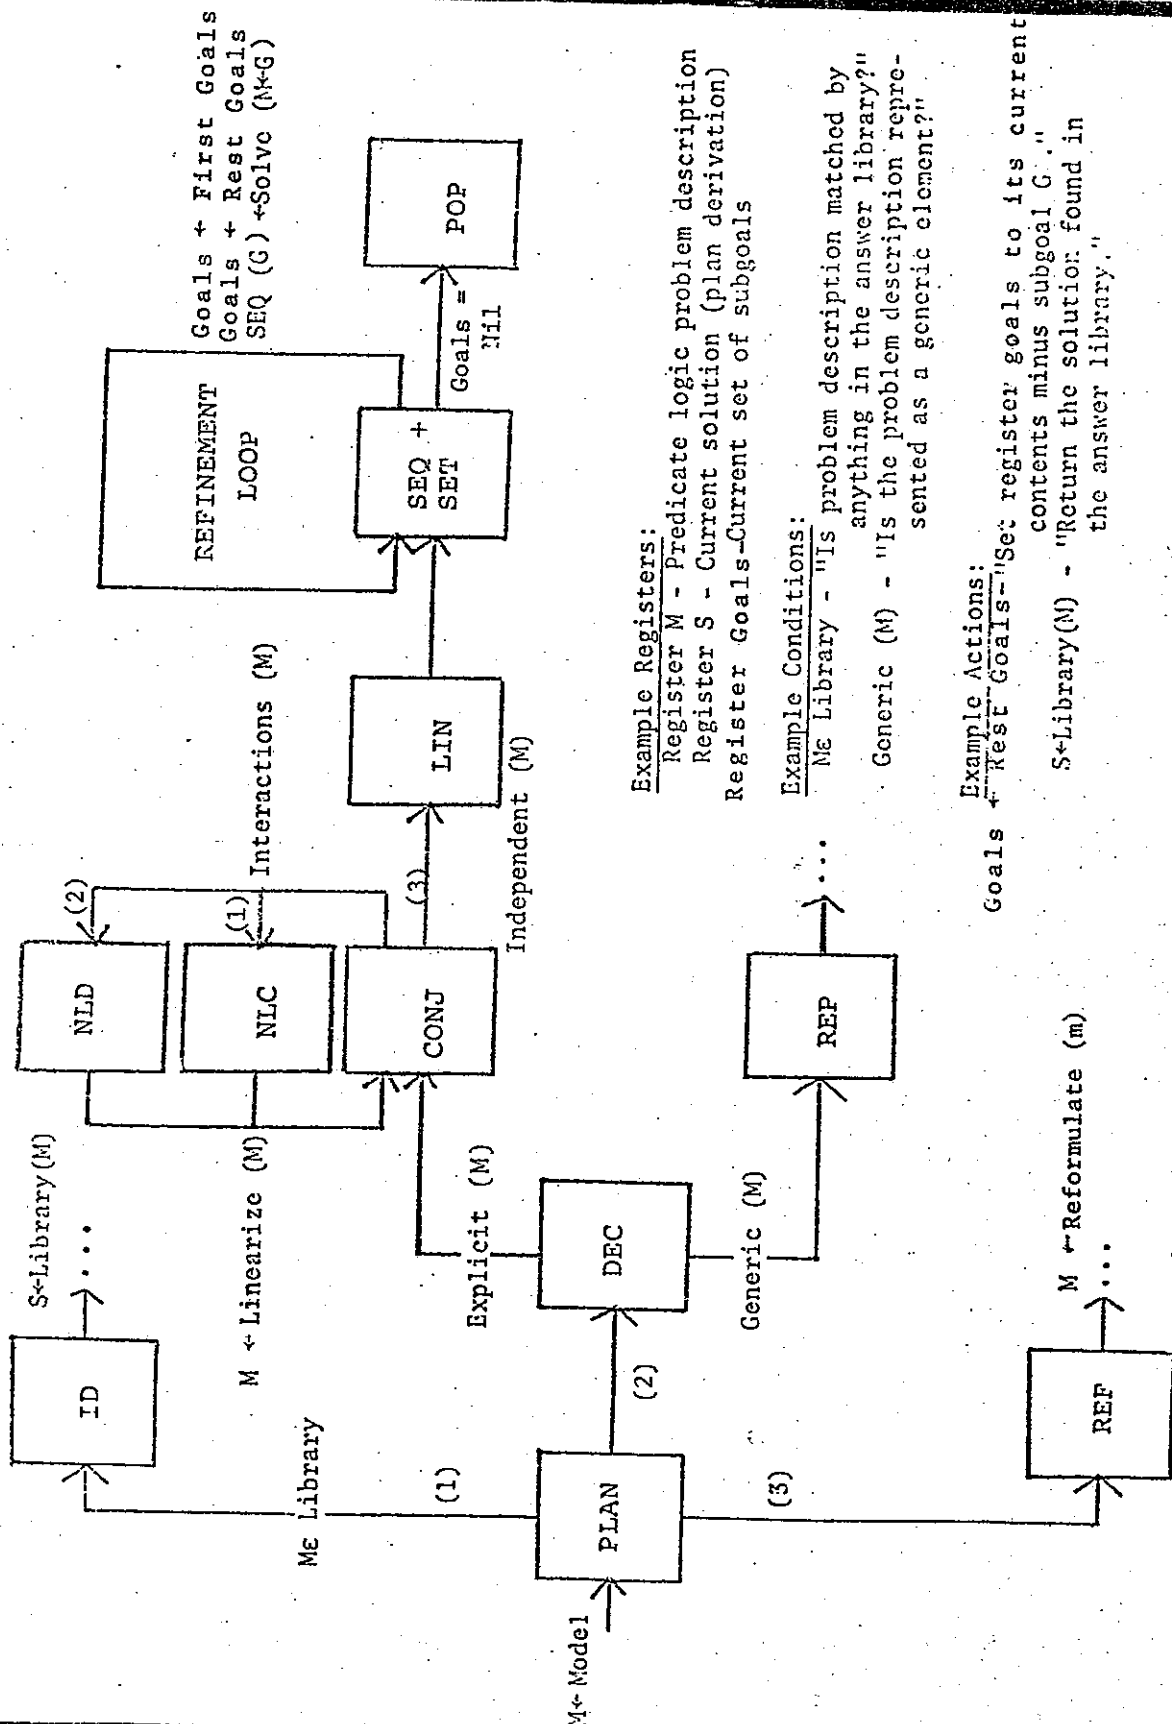 Goals ← First Goals
Goals ← Rest Goals
SEQ (G) ←Solve (M←G)
REFINEMENT
LOOP
POP
Goals =
Nil
SEQ +
SET
LIN
Interactions (M)
(2)
(1)
(3)
Independent (M)
NLD
NLC
CONJ
S←Library(M)
...
M ← Linearize (M)
ID
Explicit (M)
DEC
Generic (M)
REP
...
Mε Library
(1)
(2)
(3)
M← Model
PLAN
REF
...
M ←Reformulate (m)
Example Registers:
Register M - Predicate logic problem description
Register S - Current solution (plan derivation)
Register Goals-Current set of subgoals
Example Conditions:
Mε Library - "Is problem description matched by
anything in the answer library?"
Generic (M) - "Is the problem description repre-
sented as a generic element?"
Example Actions:
Goals ← Rest Goals-"Set register goals to its current
contents minus subgoal G."
S←Library(M) - "Return the solution found in
the answer library."